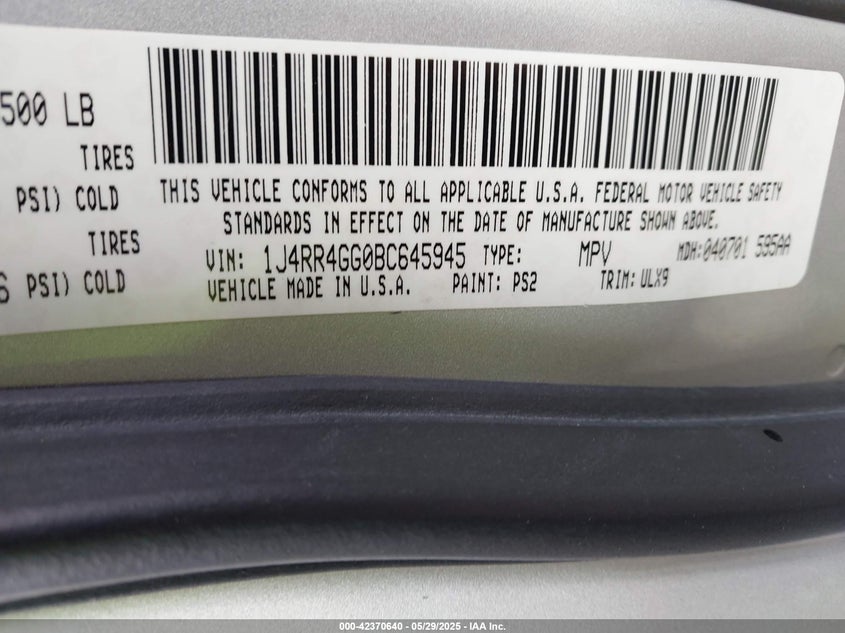 500 LB
TIRES
PSI) COLD
TIRES
PSI) COLD
THIS VEHICLE CONFORMS TO ALL APPLICABLE U.S.A. FEDERAL MOTOR VEHICLE SAFETY
STANDARDS IN EFFECT ON THE DATE OF MANUFACTURE SHOWN ABOVE.
VIN: 1J4RR4GG0BC645945 TYPE: MPV MDH: 040701 595AA
VEHICLE MADE IN U.S.A. PAINT: PS2 TRIM: ULX9
000-42370640 / 05/29/2025 - IAA Inc.